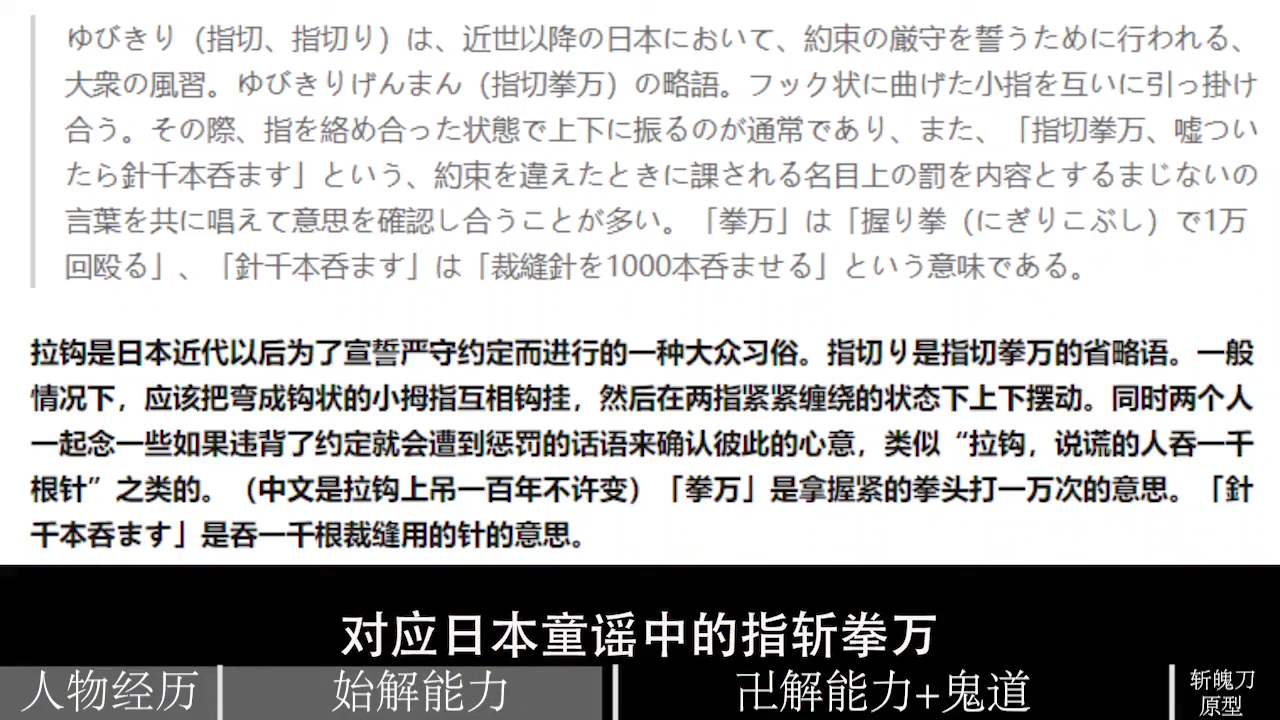 ゆびきり（指切、指切り）は、近世以降の日本において、約束の厳守を誓うために行われる、
大衆の風習。ゆびきりげんまん（指切拳万）の略語。フック状に曲げた小指を互いに引っ掛け
合う。その際、指を絡め合った状態で上下に振るのが通常であり、また、「指切拳万、嘘つい
たら針千本呑ます」という、約束を違えたときに課される名目上の罰を内容とするまじないの
言葉を共に唱えて意思を確認し合うことが多い。「拳万」は「握り拳（にぎりこぶし）で1万
回殴る」、「針千本呑ます」は「裁縫針を1000本呑ませる」という意味である。
拉钩是日本近代以后为了宣誓严守约定而进行的一种大众习俗。指切り是指切拳万的省略语。一般
情况下，应该把弯成钩状的小拇指互相钩挂，然后在两指紧紧缠绕的状态下上下摆动。同时两个人
一起念一些如果违背了约定就会遭到惩罚的话语来确认彼此的心意，类似“拉钩，说谎的人吞一千
根针”之类的。（中文是拉钩上吊一百年不许变）「拳万」是拿握紧的拳头打一万次的意思。「針
千本呑ます」是吞一千根裁缝用的针的意思。
对应日本童谣中的指斩拳万
人物经历 始解能力 卍解能力+鬼道 斩魄刀
原型